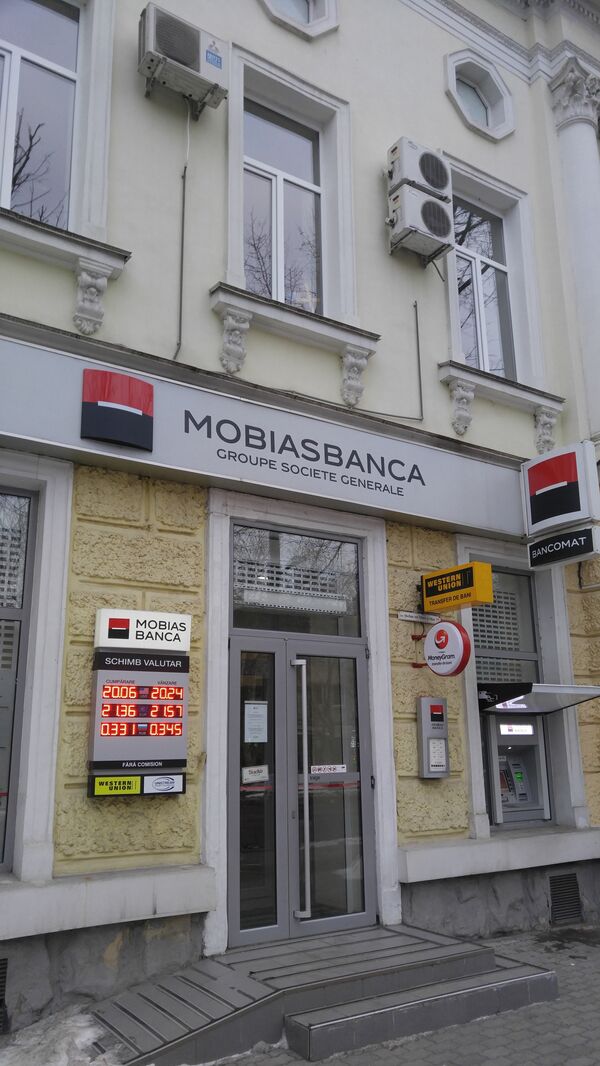 MOBIASBANCA
GROUPE SOCIETE GENERALE
BANCOMAT
WESTERN
UNION
TRANSFER DE BANI
MoneyGram
MOBIAS
BANCA
SCHIMB VALUTAR
CUMPĂRARE VÂNZARE
20.06 20.24
21.36 21.57
0.331 0.345
FĂRĂ COMISION
WESTERN
UNION
trage